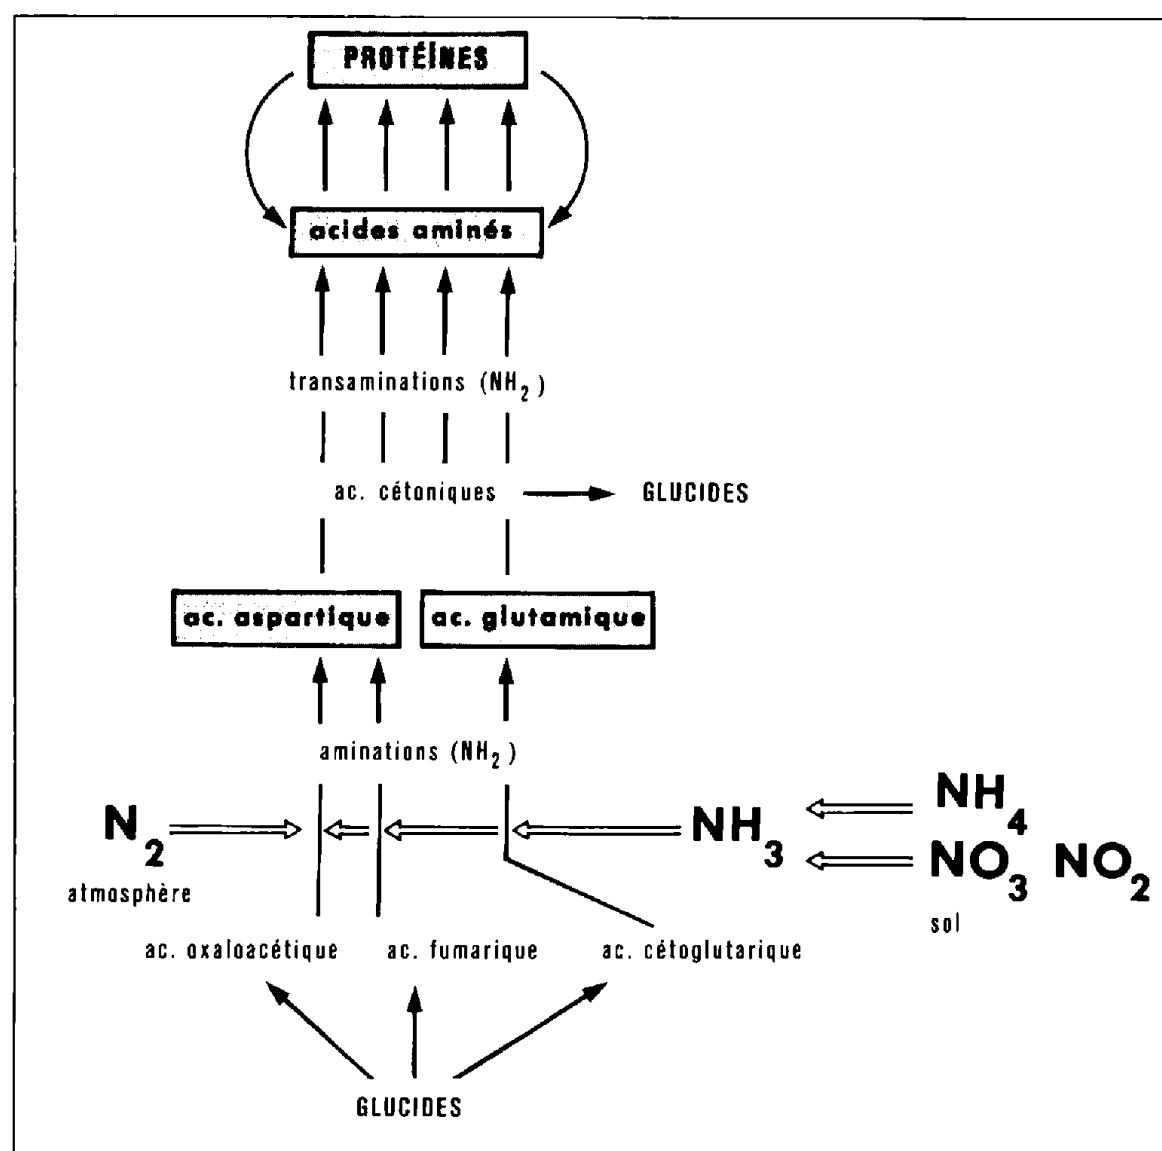 PROTÉINES
acides aminés
transaminations (NH2)
ac. cétoniques
GLUCIDES
ac. aspartique
ac. glutamique
aminations (NH2)
N2
NH3
NH4
NO3 NO2
atmosphère
sol
ac. oxaloacétique
ac. fumarique
ac. cétoglutarique
GLUCIDES